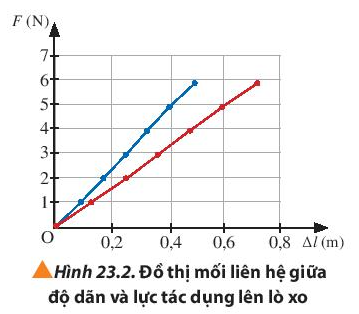 F (N)
7
6
5
4
3
2
1
O
0,2 0,4 0,6 0,8 Δl (m)
▲Hình 23.2. Đồ thị mối liên hệ giữa
độ dãn và lực tác dụng lên lò xo